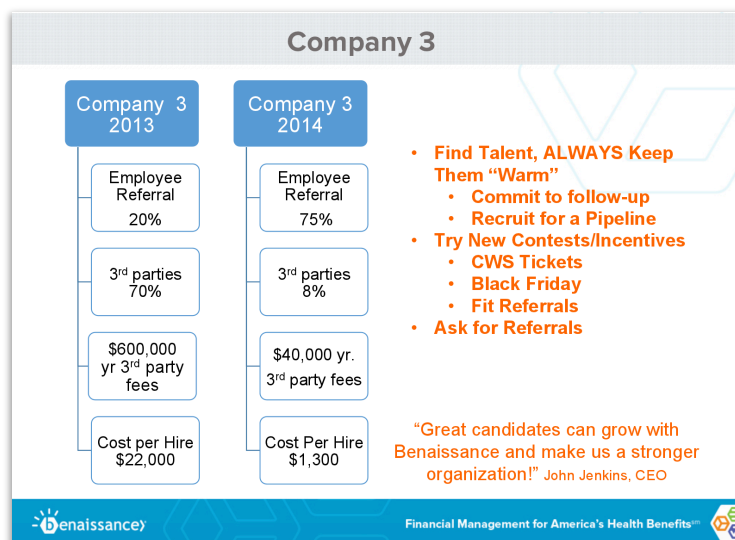 Company 3
Company 3
2013
Employee
Referral
20%
3rd parties
70%
$600,000
yr 3rd party
fees
Cost per Hire
$22,000
Company 3
2014
Employee
Referral
75%
3rd parties
8%
$40,000 yr.
3rd party fees
Cost Per Hire
$1,300
• Find Talent, ALWAYS Keep
Them “Warm”
• Commit to follow-up
• Recruit for a Pipeline
• Try New Contests/Incentives
• CWS Tickets
• Black Friday
• Fit Referrals
• Ask for Referrals
“Great candidates can grow with
Benaissance and make us a stronger
organization!” John Jenkins, CEO
benaissance
Financial Management for America’s Health Benefits℠